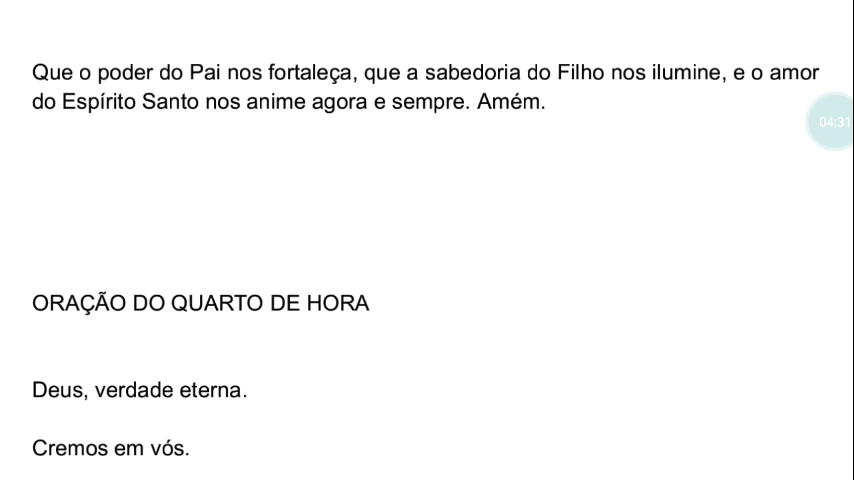 Que o poder do Pai nos fortaleça, que a sabedoria do Filho nos ilumine, e o amor
do Espírito Santo nos anime agora e sempre. Amém.
04:31
ORAÇÃO DO QUARTO DE HORA
Deus, verdade eterna.
Cremos em vós.